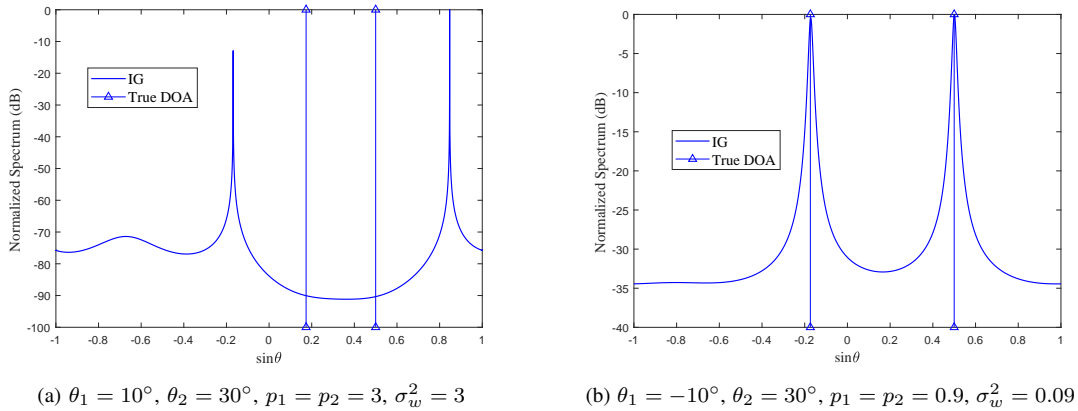 Normalized Spectrum (dB)
0
-10
-20
-30
-40
-50
-60
-70
-80
-90
-100
IG
True DOA
-1 -0.8 -0.6 -0.4 -0.2 0 0.2 0.4 0.6 0.8 1
sinθ
(a) θ₁ = 10°, θ₂ = 30°, p₁ = p₂ = 3, σ_w² = 3
Normalized Spectrum (dB)
0
-5
-10
-15
-20
-25
-30
-35
-40
IG
True DOA
-1 -0.8 -0.6 -0.4 -0.2 0 0.2 0.4 0.6 0.8 1
sinθ
(b) θ₁ = −10°, θ₂ = 30°, p₁ = p₂ = 0.9, σ_w² = 0.09